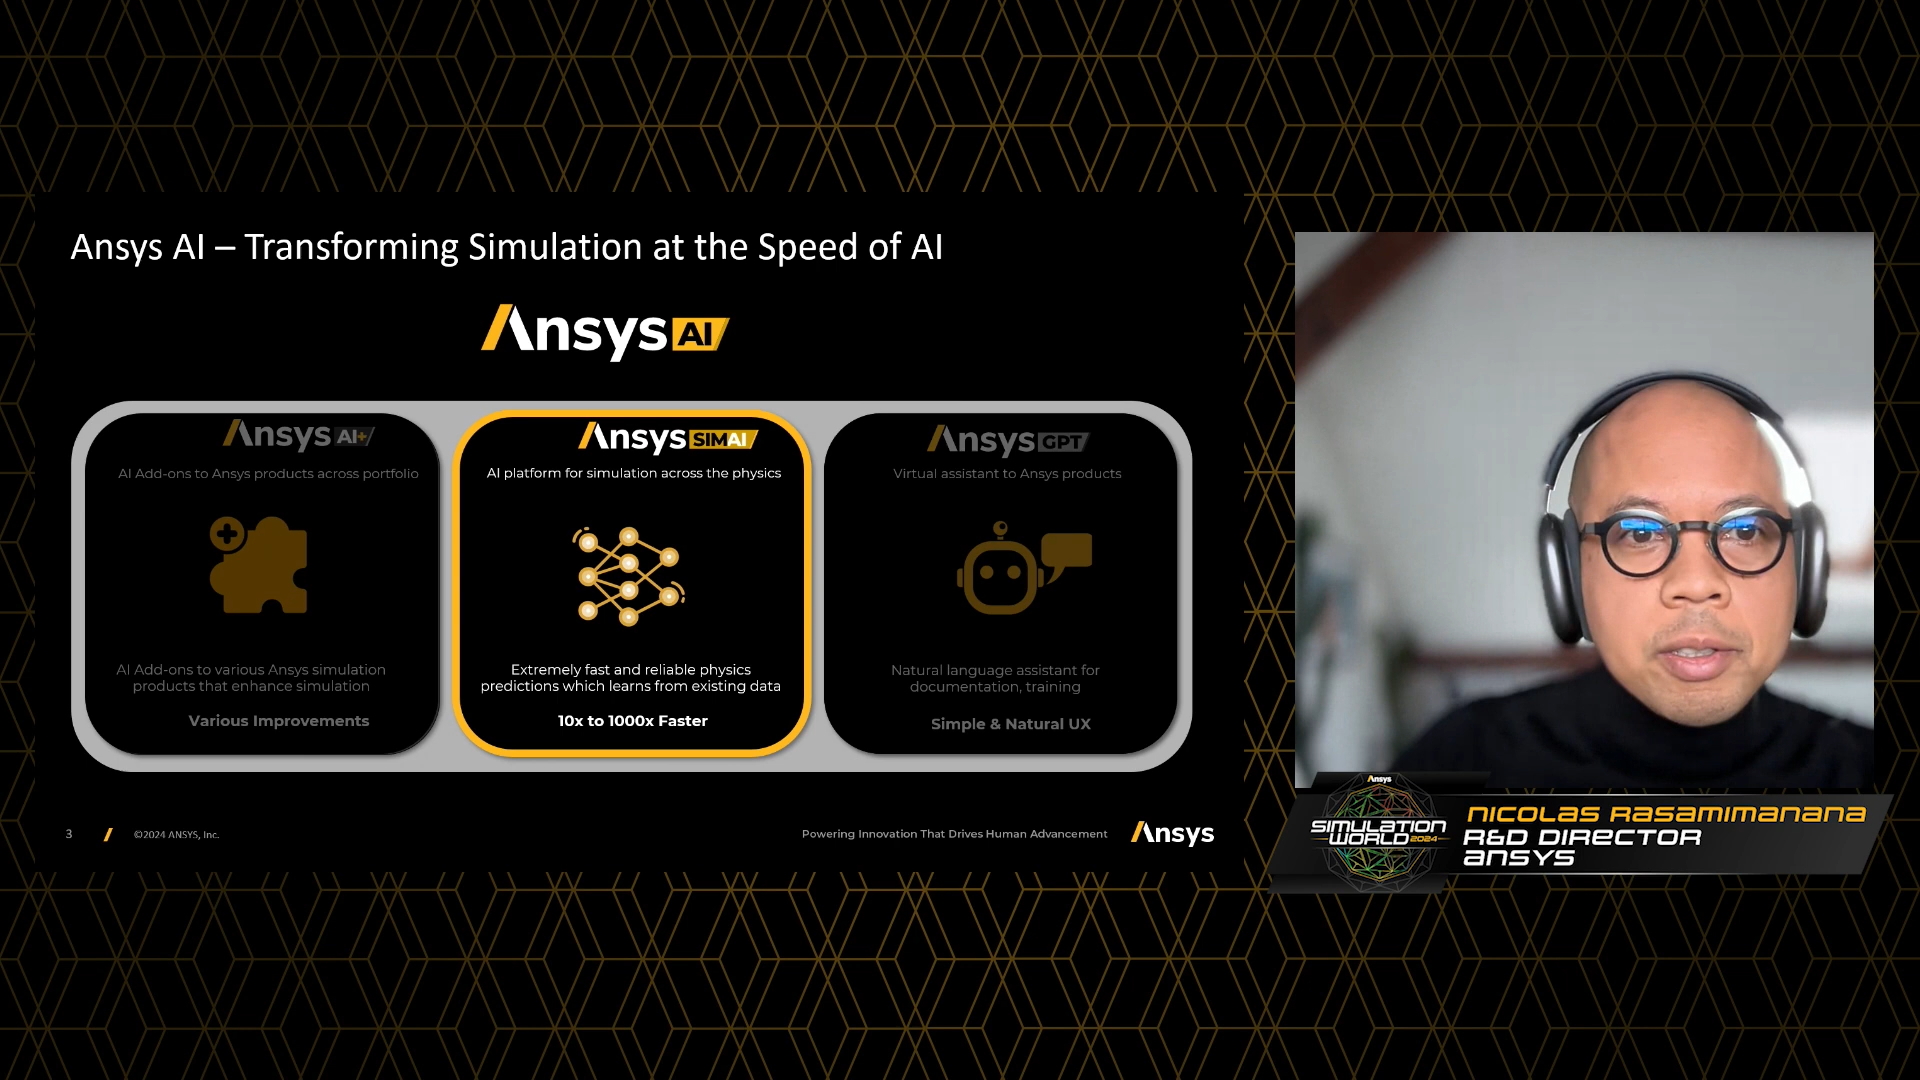 Ansys AI – Transforming Simulation at the Speed of AI
Ansys AI
Ansys AI+
AI Add-ons to Ansys products across portfolio
AI Add-ons to various Ansys simulation
products that enhance simulation
Various Improvements
Ansys SIMAI
AI platform for simulation across the physics
Extremely fast and reliable physics
predictions which learns from existing data
10x to 1000x Faster
Ansys GPT
Virtual assistant to Ansys products
Natural language assistant for
documentation, training
Simple & Natural UX
3
©2024 ANSYS, Inc.
Powering Innovation That Drives Human Advancement
Ansys
Ansys
SIMULATION
WORLD 2024
NICOLAS RASAMIMANANA
R&D DIRECTOR
ANSYS